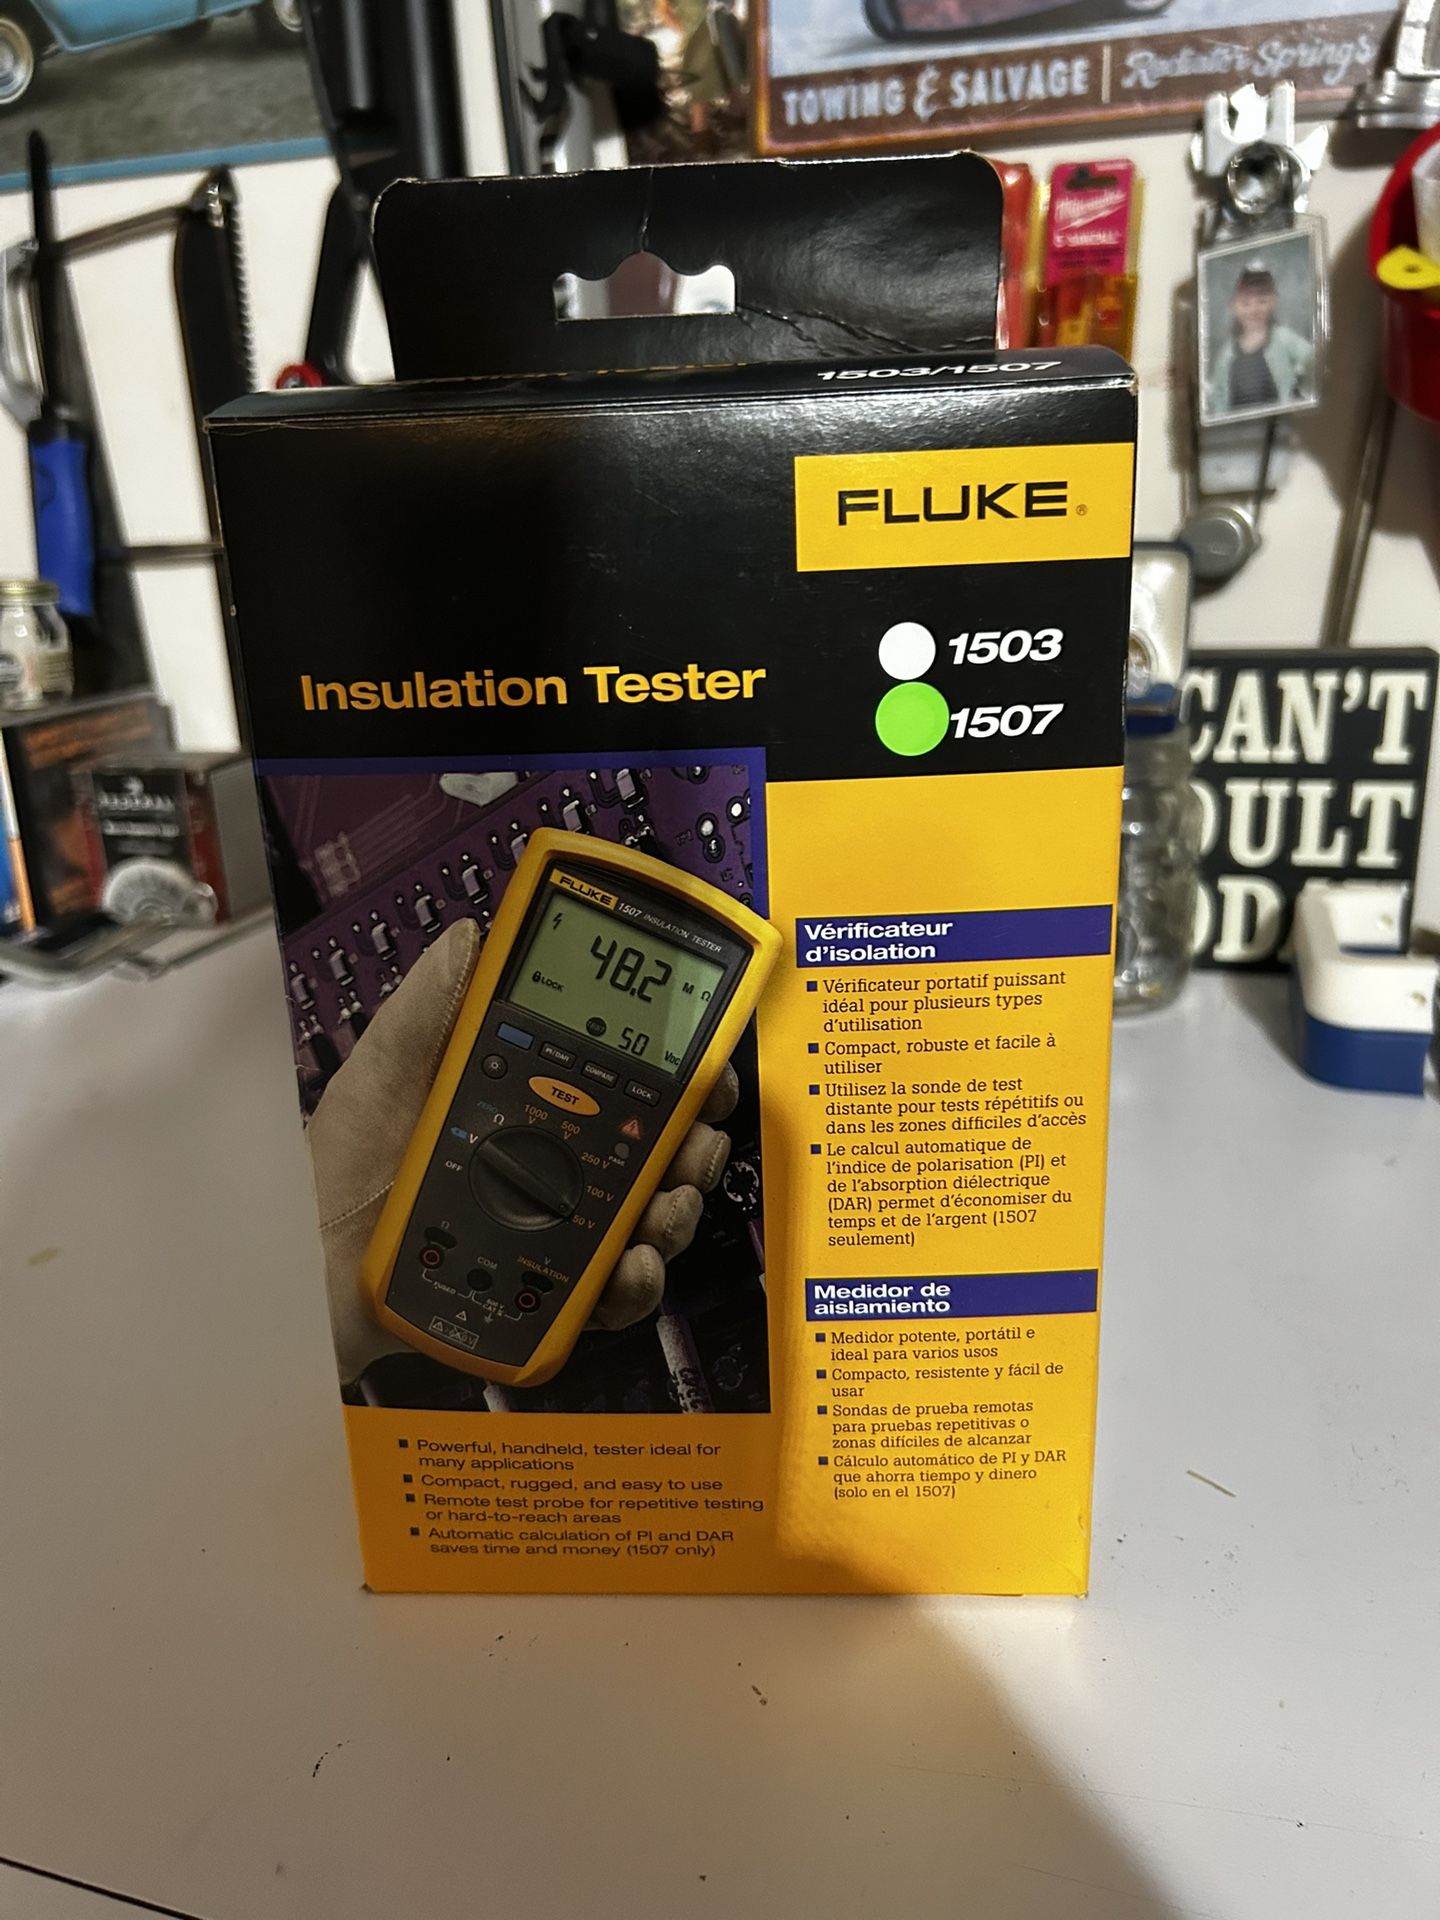 TOWING & SALVAGE | Radiator Springs
Milwaukee
1503/1507
FLUKE®
1503
1507
Insulation Tester
CAN'T
FEDERAL
FLUKE 1507 INSULATION TESTER
48.2 M Ω
LOCK
TEST 50 VDC
PI/DAR COMPARE LOCK
TEST
ZERO Ω 1000 V 500 V
V 250 V
OFF 100 V
50 V
Ω COM V INSULATION
FUSED 600 V
Vérificateur
d'isolation
Vérificateur portatif puissant
idéal pour plusieurs types
d'utilisation
Compact, robuste et facile à
utiliser
Utilisez la sonde de test
distante pour tests répétitifs ou
dans les zones difficiles d'accès
Le calcul automatique de
l'indice de polarisation (PI) et
de l'absorption diélectrique
(DAR) permet d'économiser du
temps et de l'argent (1507
seulement)
Medidor de
aislamiento
Medidor potente, portátil e
ideal para varios usos
Compacto, resistente y fácil de
usar
Sondas de prueba remotas
para pruebas repetitivas o
zonas difíciles de alcanzar
Cálculo automático de PI y DAR
que ahorra tiempo y dinero
(solo en el 1507)
Powerful, handheld, tester ideal for
many applications
Compact, rugged, and easy to use
Remote test probe for repetitive testing
or hard-to-reach areas
Automatic calculation of PI and DAR
saves time and money (1507 only)